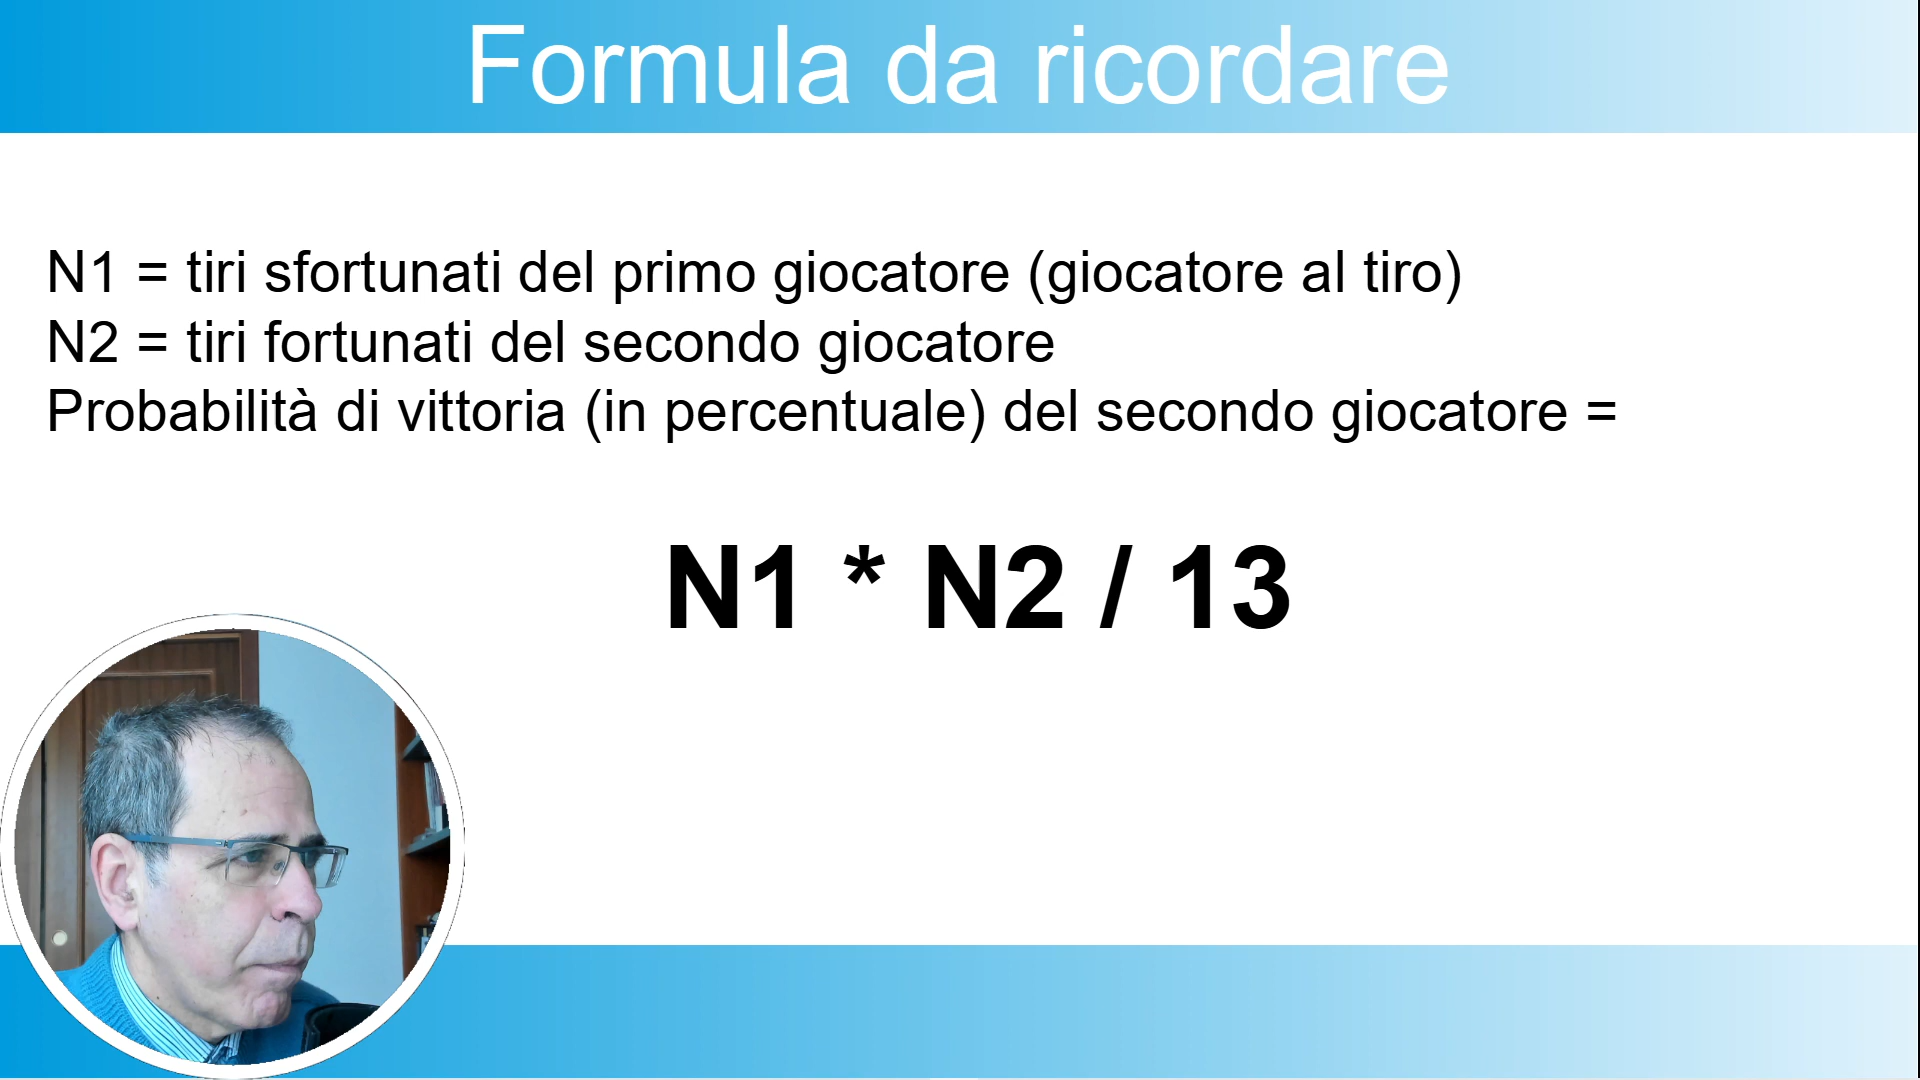 Formula da ricordare
N1 = tiri sfortunati del primo giocatore (giocatore al tiro)
N2 = tiri fortunati del secondo giocatore
Probabilità di vittoria (in percentuale) del secondo giocatore =
N1 * N2 / 13